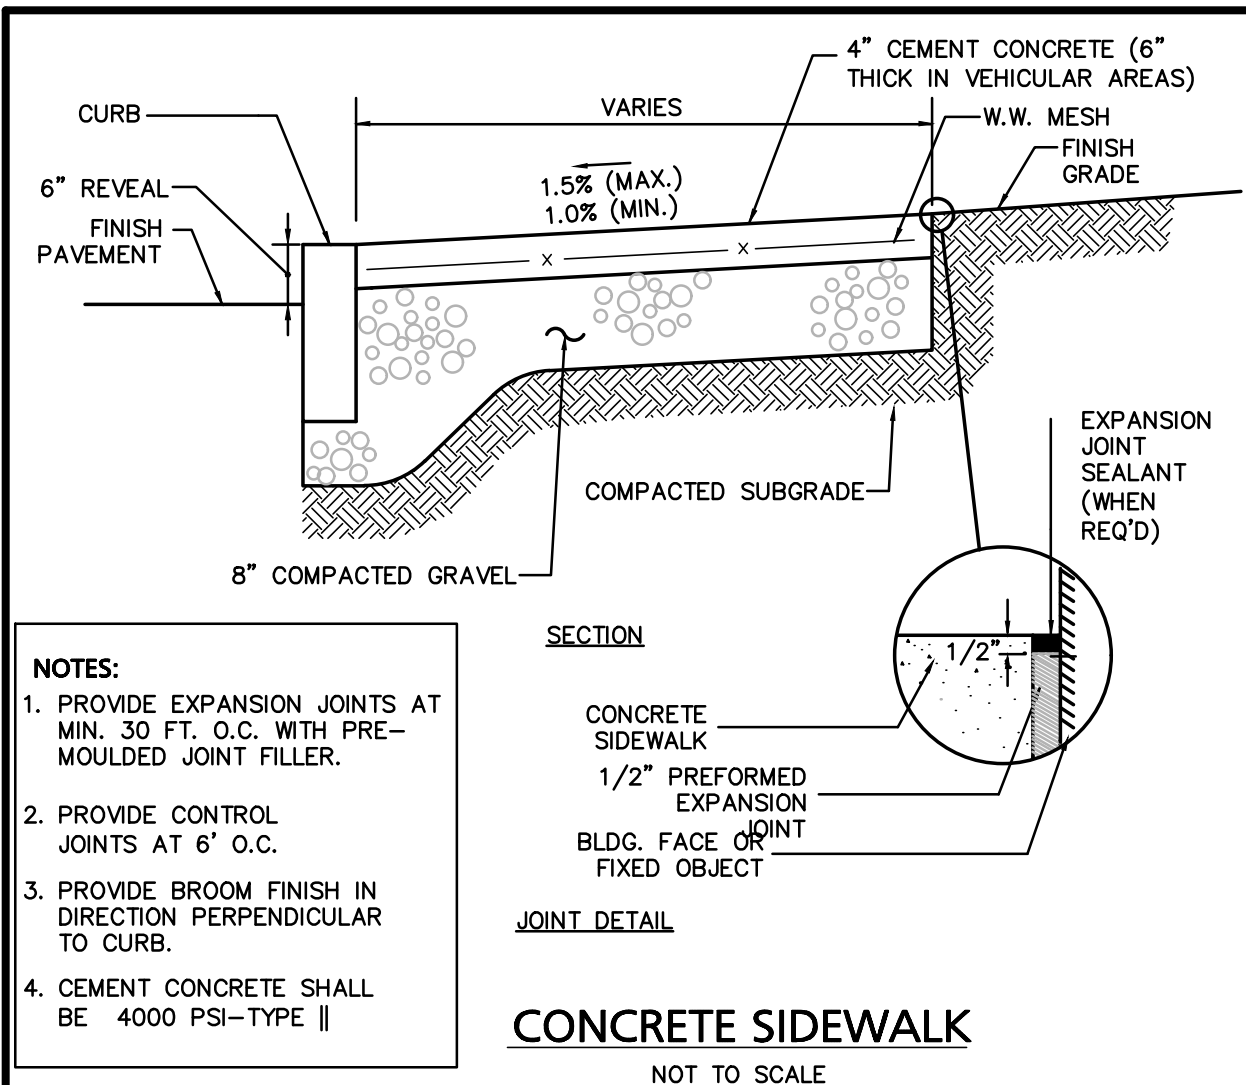 4” CEMENT CONCRETE (6”
THICK IN VEHICULAR AREAS)
VARIES
CURB
W.W. MESH
FINISH
GRADE
1.5% (MAX.)
1.0% (MIN.)
6” REVEAL
FINISH
PAVEMENT
EXPANSION
JOINT
SEALANT
(WHEN
REQ'D)
COMPACTED SUBGRADE
8” COMPACTED GRAVEL
SECTION
1/2”
CONCRETE
SIDEWALK
1/2” PREFORMED
EXPANSION
JOINT
BLDG. FACE OR
FIXED OBJECT
JOINT DETAIL
NOTES:
1. PROVIDE EXPANSION JOINTS AT
MIN. 30 FT. O.C. WITH PRE–
MOULDED JOINT FILLER.
2. PROVIDE CONTROL
JOINTS AT 6' O.C.
3. PROVIDE BROOM FINISH IN
DIRECTION PERPENDICULAR
TO CURB.
4. CEMENT CONCRETE SHALL
BE 4000 PSI–TYPE ||
CONCRETE SIDEWALK
NOT TO SCALE
x x